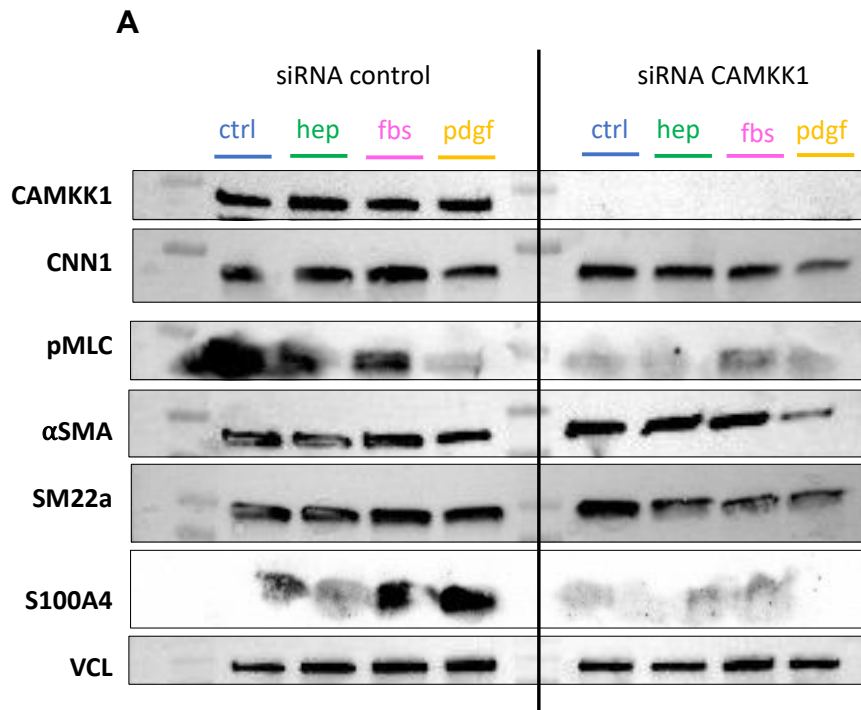 A
siRNA control siRNA CAMKK1
ctrl hep fbs pdgf ctrl hep fbs pdgf
CAMKK1
CNN1
pMLC
αSMA
SM22a
S100A4
VCL